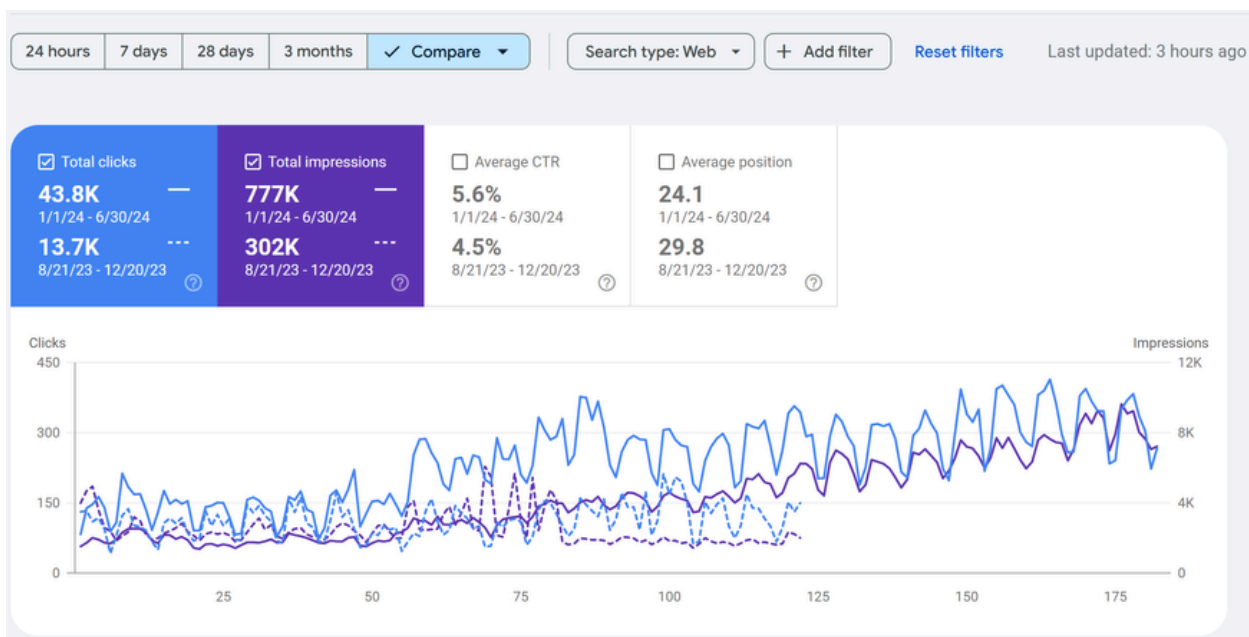 24 hours 7 days 28 days 3 months Compare Search type: Web + Add filter Reset filters Last updated: 3 hours ago
Total clicks
43.8K
1/1/24 - 6/30/24
13.7K
8/21/23 - 12/20/23
Total impressions
777K
1/1/24 - 6/30/24
302K
8/21/23 - 12/20/23
Average CTR
5.6%
1/1/24 - 6/30/24
4.5%
8/21/23 - 12/20/23
Average position
24.1
1/1/24 - 6/30/24
29.8
8/21/23 - 12/20/23
Clicks Impressions
450 12K
300 8K
150 4K
0 0
25 50 75 100 125 150 175